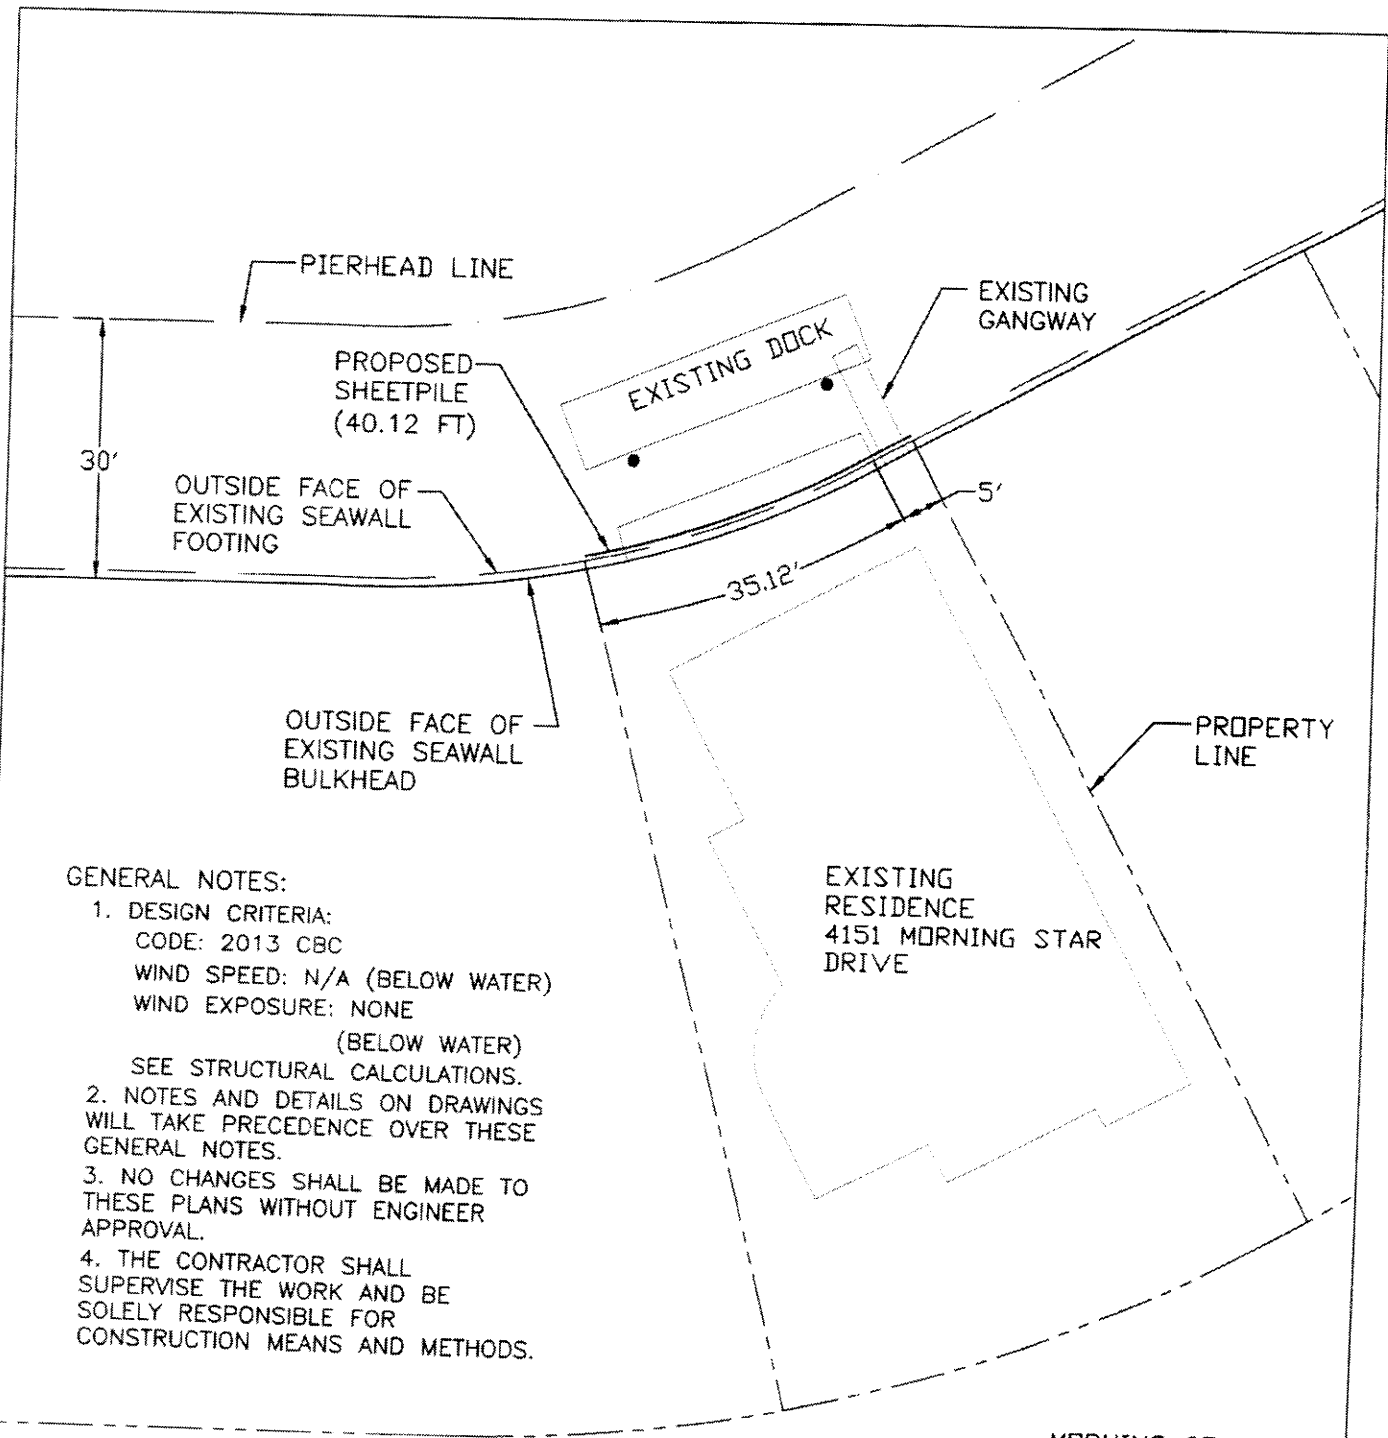 PIERHEAD LINE
EXISTING
GANGWAY
PROPOSED
SHEETPILE
(40.12 FT)
EXISTING DOCK
30'
OUTSIDE FACE OF
EXISTING SEAWALL
FOOTING
5'
35.12'
OUTSIDE FACE OF
EXISTING SEAWALL
BULKHEAD
PROPERTY
LINE
EXISTING
RESIDENCE
4151 MORNING STAR
DRIVE
GENERAL NOTES:
1. DESIGN CRITERIA:
CODE: 2013 CBC
WIND SPEED: N/A (BELOW WATER)
WIND EXPOSURE: NONE
(BELOW WATER)
SEE STRUCTURAL CALCULATIONS.
2. NOTES AND DETAILS ON DRAWINGS
WILL TAKE PRECEDENCE OVER THESE
GENERAL NOTES.
3. NO CHANGES SHALL BE MADE TO
THESE PLANS WITHOUT ENGINEER
APPROVAL.
4. THE CONTRACTOR SHALL
SUPERVISE THE WORK AND BE
SOLELY RESPONSIBLE FOR
CONSTRUCTION MEANS AND METHODS.